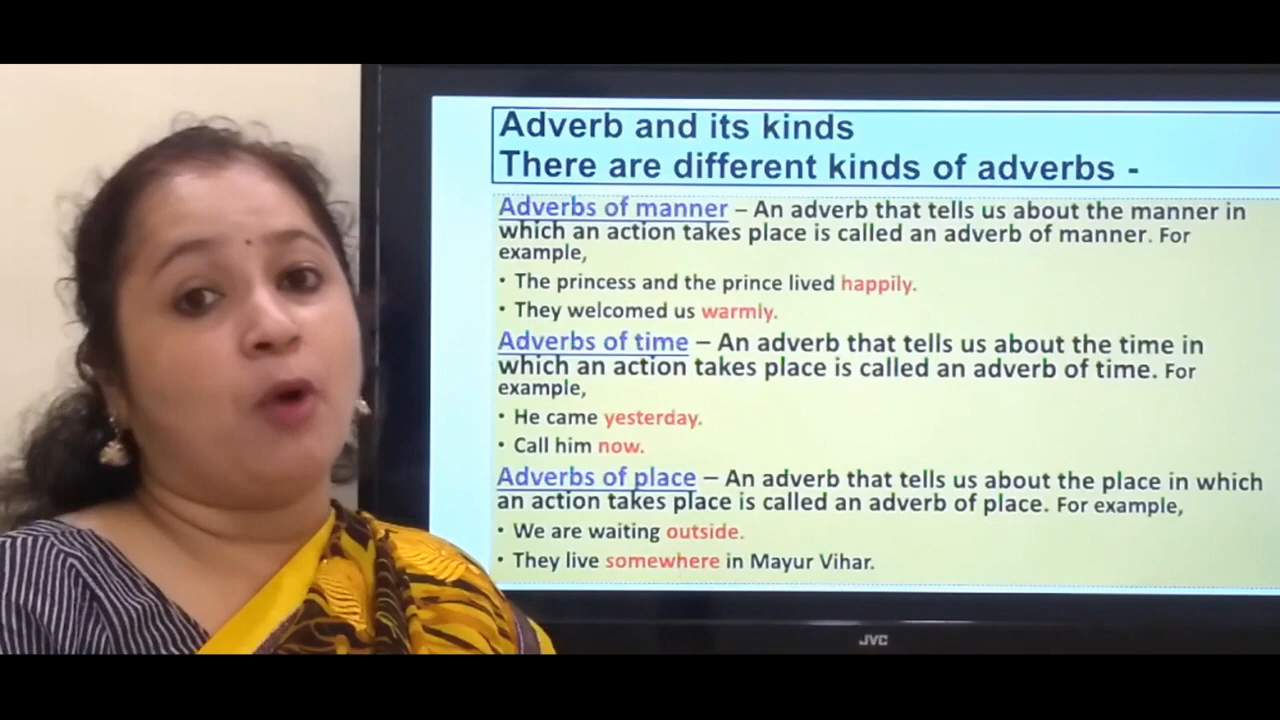 Adverb and its kinds
There are different kinds of adverbs -
Adverbs of manner – An adverb that tells us about the manner in
which an action takes place is called an adverb of manner. For
example,
• The princess and the prince lived happily.
• They welcomed us warmly.
Adverbs of time – An adverb that tells us about the time in
which an action takes place is called an adverb of time. For
example,
• He came yesterday.
• Call him now.
Adverbs of place – An adverb that tells us about the place in which
an action takes place is called an adverb of place. For example,
• We are waiting outside.
• They live somewhere in Mayur Vihar.
JVC